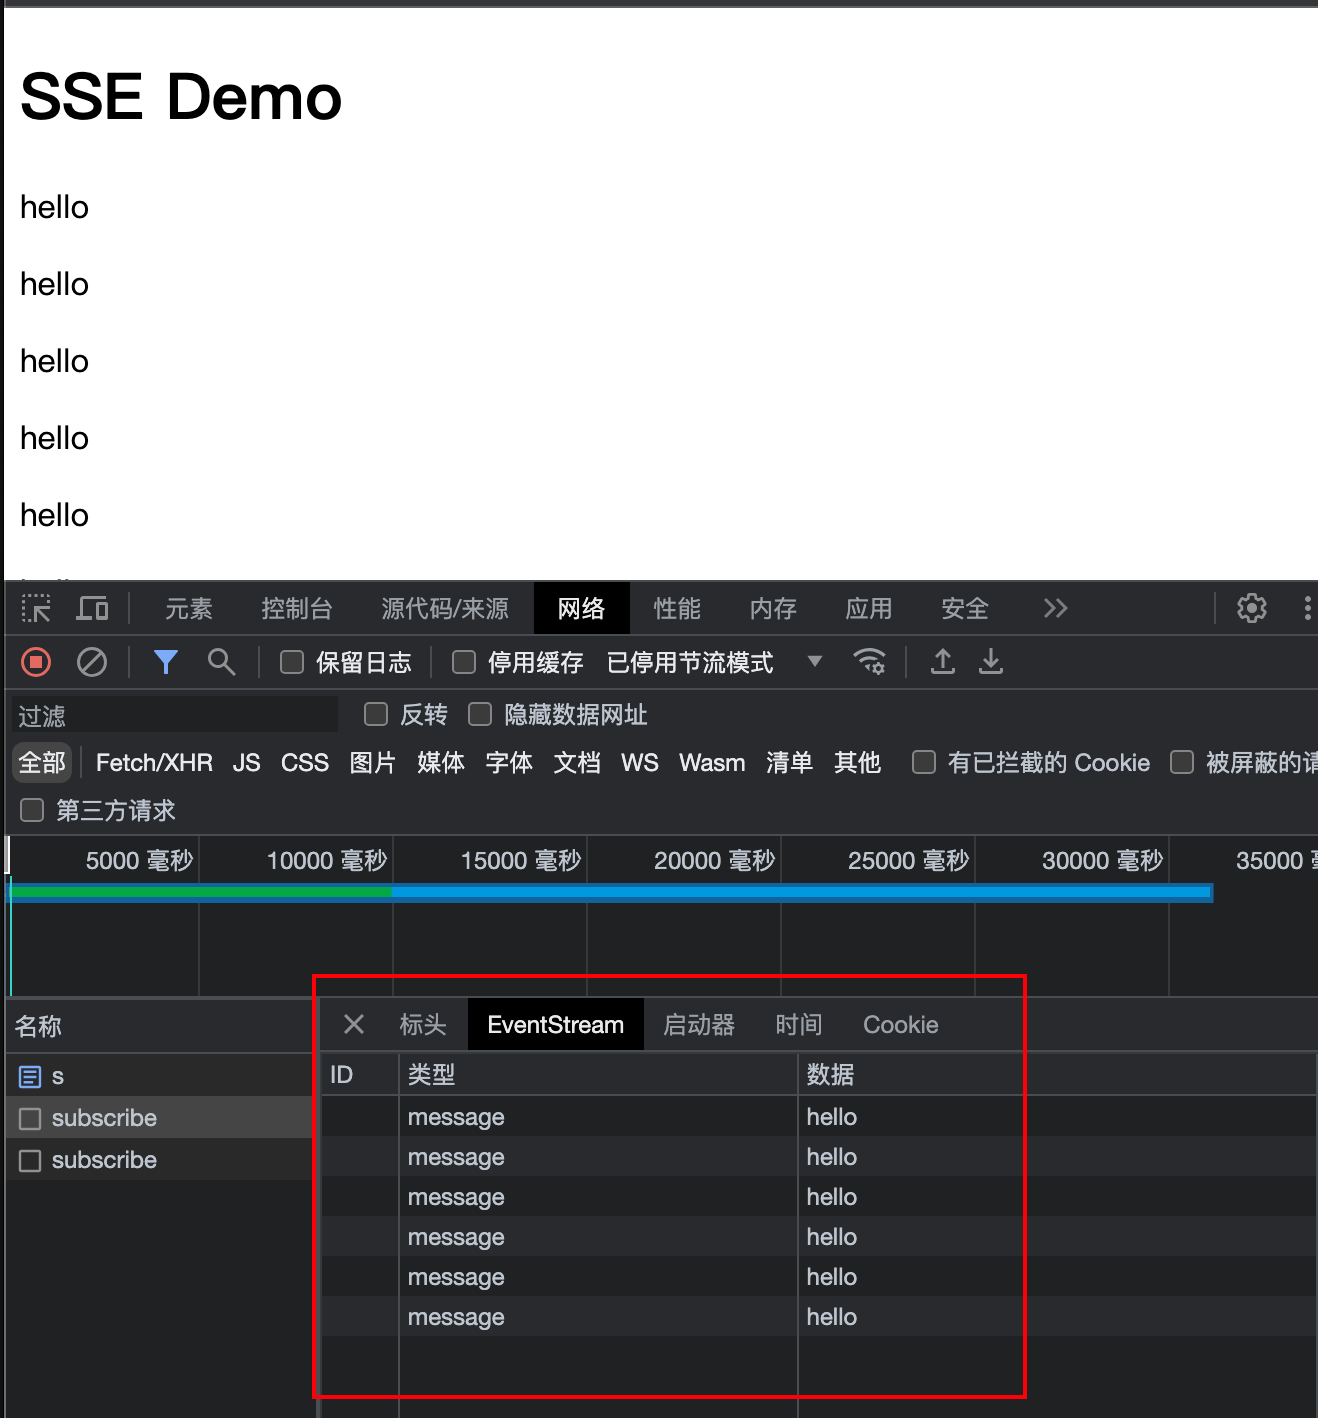 SSE Demo
hello
hello
hello
hello
hello
元素 控制台 源代码/来源 网络 性能 内存 应用 安全
保留日志 停用缓存 已停用节流模式
过滤 反转 隐藏数据网址
全部 Fetch/XHR JS CSS 图片 媒体 字体 文档 WS Wasm 清单 其他 有已拦截的 Cookie 被屏蔽的请
第三方请求
5000 毫秒 10000 毫秒 15000 毫秒 20000 毫秒 25000 毫秒 30000 毫秒 35000
名称
s
subscribe
subscribe
标头 EventStream 启动器 时间 Cookie
ID 类型 数据
message hello
message hello
message hello
message hello
message hello
message hello